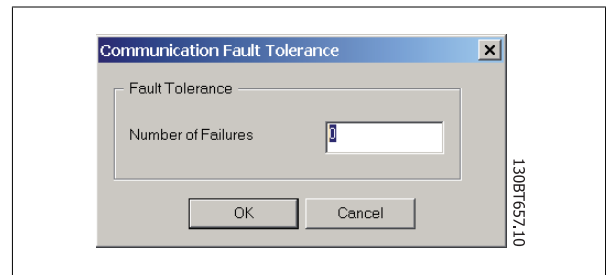 Communication Fault Tolerance
Fault Tolerance
Number of Failures 0
OK Cancel
130BT657.10